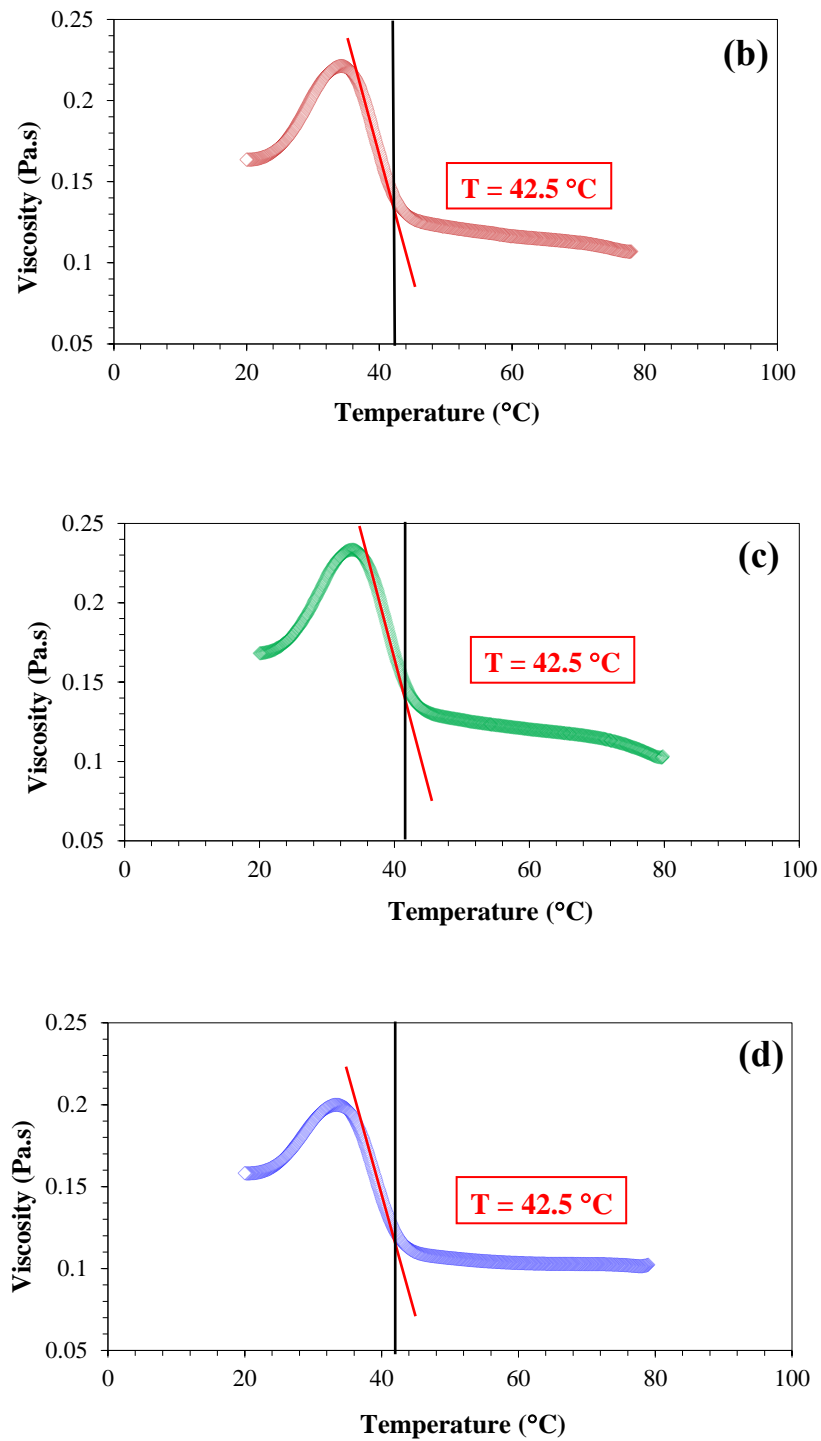 0.25
(b)
0.2
Viscosity (Pa.s)
T = 42.5 °C
0.15
0.1
0.05
0 20 40 60 80 100
Temperature (°C)
0.25
(c)
0.2
Viscosity (Pa.s)
T = 42.5 °C
0.15
0.1
0.05
0 20 40 60 80 100
Temperature (°C)
0.25
(d)
0.2
Viscosity (Pa.s)
0.15
T = 42.5 °C
0.1
0.05
0 20 40 60 80 100
Temperature (°C)